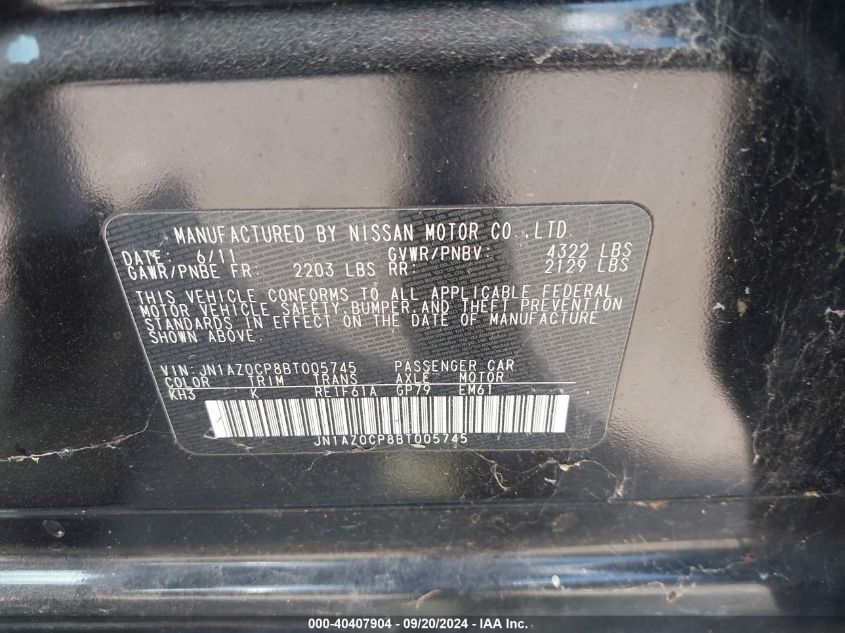 MANUFACTURED BY NISSAN MOTOR CO.,LTD.
DATE: 6/11 GVWR/PNBV: 4322 LBS
GAWR/PNBE FR: 2203 LBS RR: 2129 LBS
THIS VEHICLE CONFORMS TO ALL APPLICABLE FEDERAL
MOTOR VEHICLE SAFETY,BUMPER,AND THEFT PREVENTION
STANDARDS IN EFFECT ON THE DATE OF MANUFACTURE
SHOWN ABOVE.
VIN: JN1AZ0CP8BT005745 PASSENGER CAR
COLOR TRIM TRANS AXLE MOTOR
KH3 K RE1F61A GP79 EM61
JN1AZ0CP8BT005745
000-40407904 - 09/20/2024 - IAA Inc.